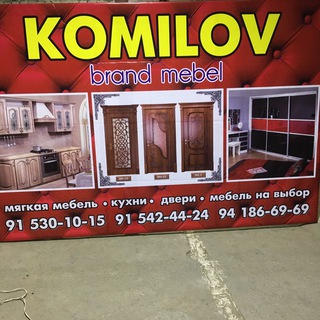 KOMILOV
brand mebel
мягкая мебель • кухни • двери • мебель на выбор
91 530-10-15 91 542-44-24 94 186-69-69